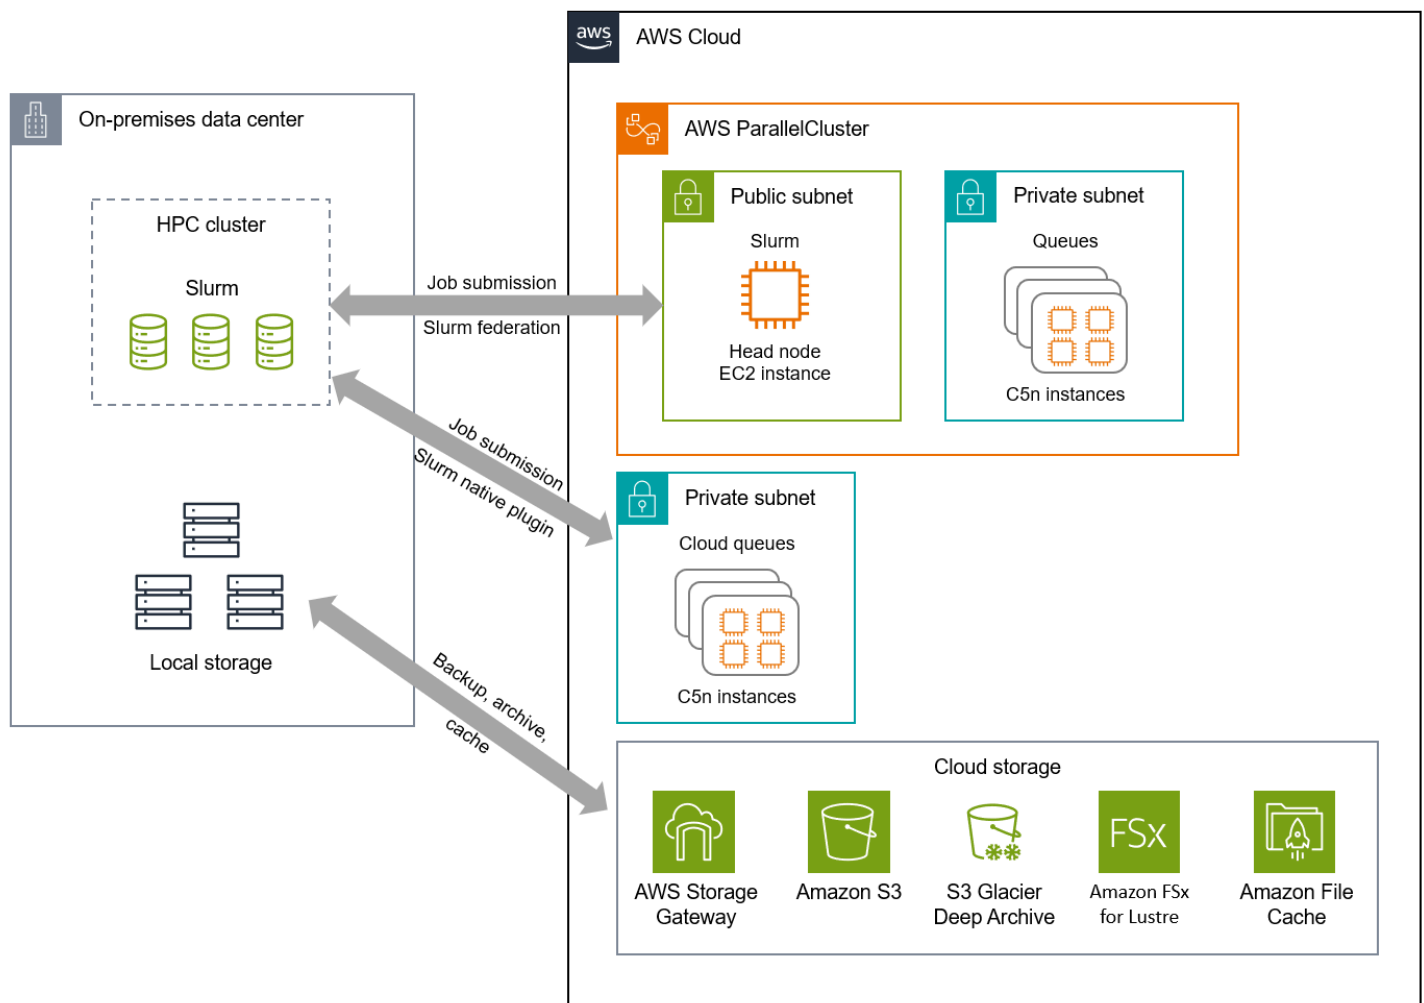 aws
AWS Cloud
On-premises data center
AWS ParallelCluster
HPC cluster
Slurm
Public subnet
Slurm
Head node
EC2 instance
Private subnet
Queues
C5n instances
Job submission
Slurm federation
Job submission
Slurm native plugin
Private subnet
Cloud queues
C5n instances
Local storage
Backup, archive,
cache
Cloud storage
AWS Storage
Gateway
Amazon S3
S3 Glacier
Deep Archive
FSx
Amazon FSx
for Lustre
Amazon File
Cache